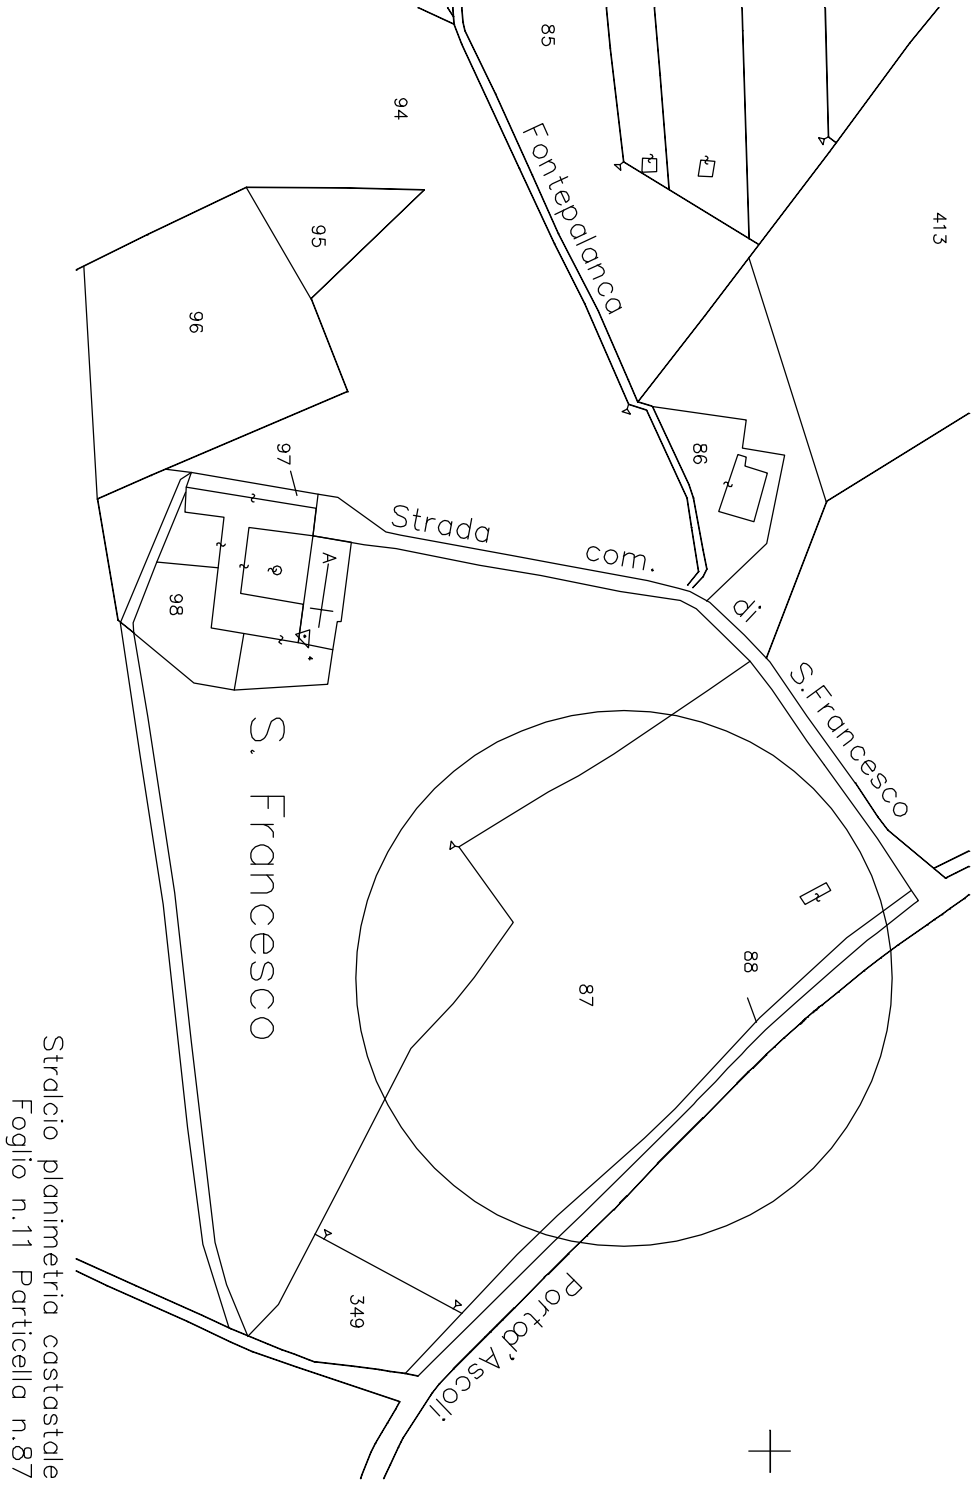 85
94
Fontepalanca
413
95
96
86
97
Strada com. di S.Francesco
A
98
S. Francesco
88
87
349
Portad'Ascoli
Stralcio planimetria castastale
Foglio n.11 Particella n.87